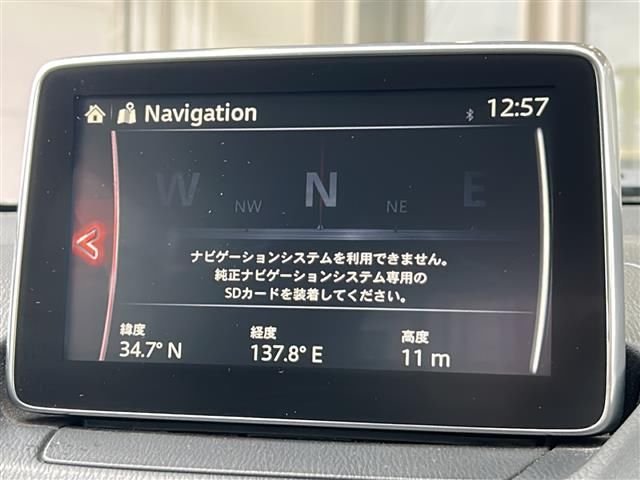 Navigation
12:57
W NW N NE E
ナビゲーションシステムを利用できません。
純正ナビゲーションシステム専用の
SDカードを装着してください。
緯度 経度 高度
34.7° N 137.8° E 11 m